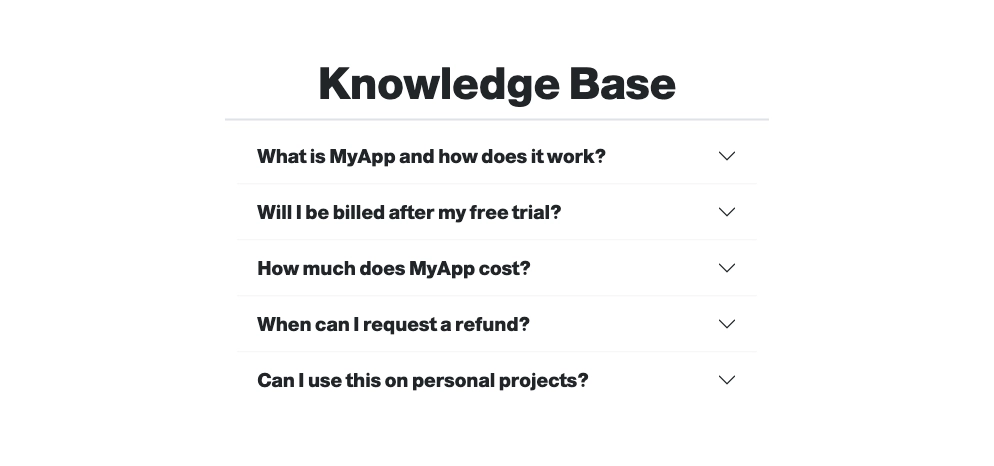 Knowledge Base
What is MyApp and how does it work?
Will I be billed after my free trial?
How much does MyApp cost?
When can I request a refund?
Can I use this on personal projects?